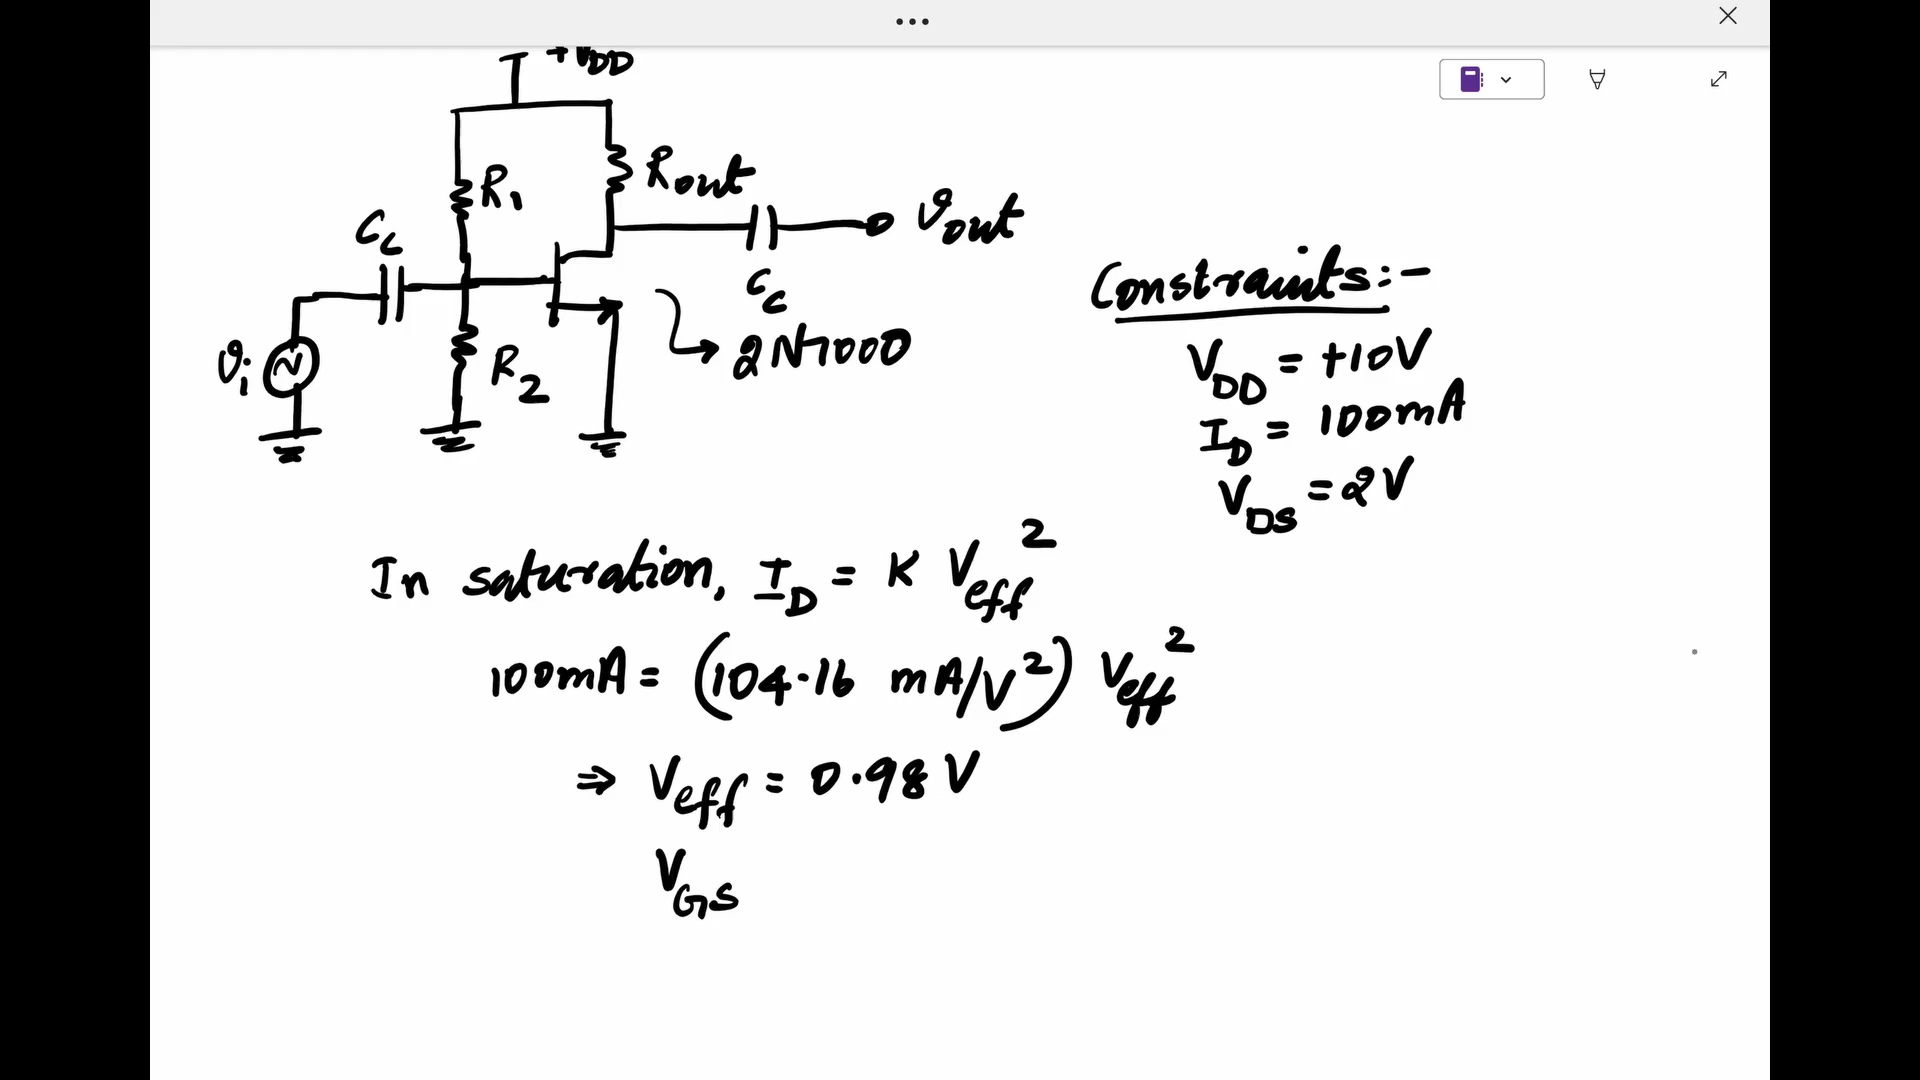 +VDD
R1
Rout
Cc
Vout
Cc
Vi
R2
2N7000
Constraints:-
VDD = +10V
ID = 100mA
VDS = 2V
In saturation, ID = K Veff²
100mA = (104.16 mA/V²) Veff²
⇒ Veff = 0.98 V
VGS